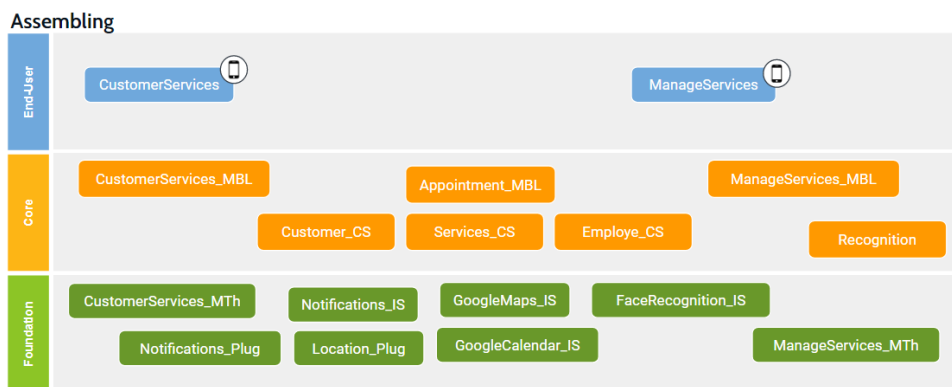 Assembling
End-User
CustomerServices
ManageServices
Core
CustomerServices_MBL
Appointment_MBL
ManageServices_MBL
Customer_CS
Services_CS
Employe_CS
Recognition
Foundation
CustomerServices_MTh
Notifications_IS
GoogleMaps_IS
FaceRecognition_IS
Notifications_Plug
Location_Plug
GoogleCalendar_IS
ManageServices_MTh